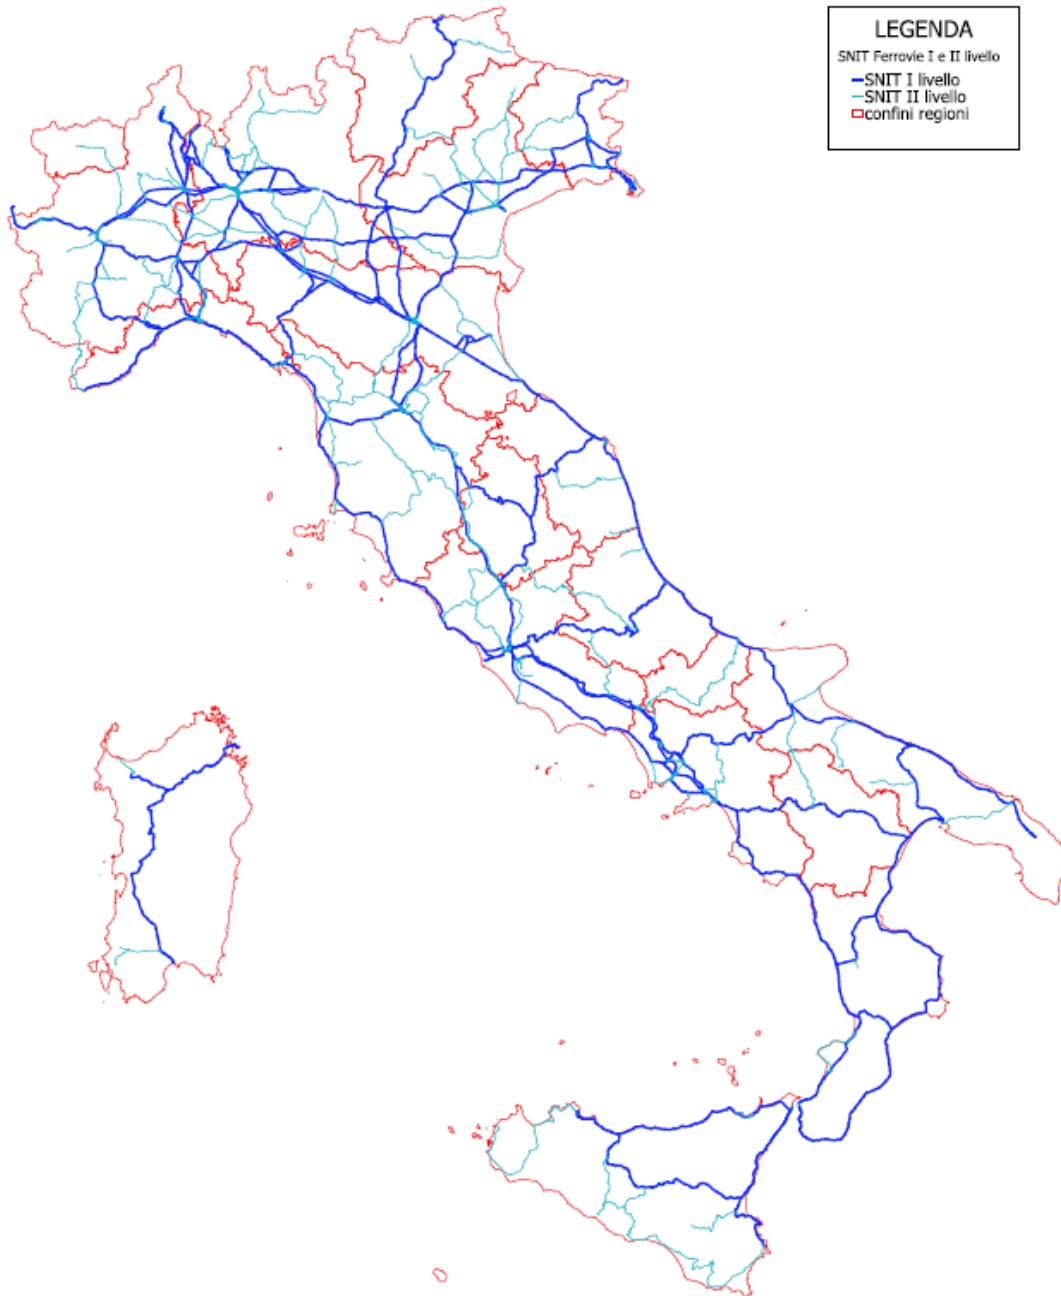 LEGENDA
SNIT Ferrovie I e II livello
SNIT I livello
SNIT II livello
confini regioni